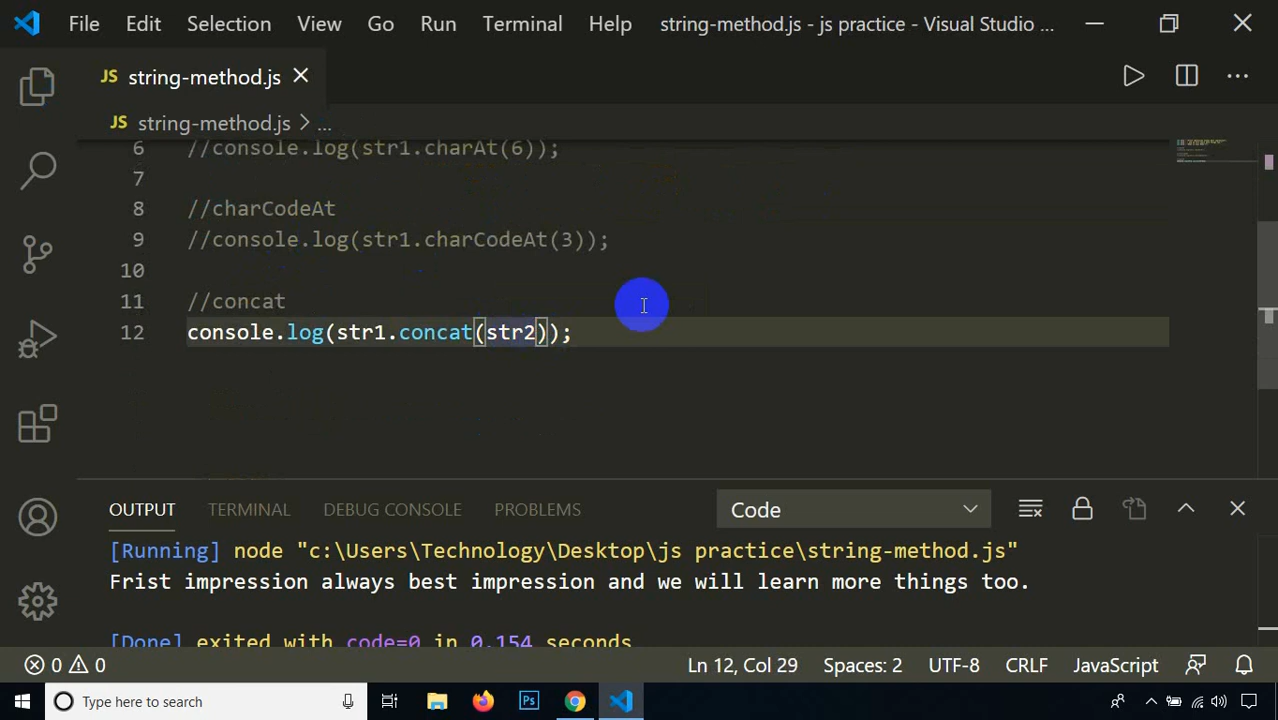 File Edit Selection View Go Run Terminal Help string-method.js - js practice - Visual Studio ...
JS string-method.js
JS string-method.js > ...
6 //console.log(str1.charAt(6));
7
8 //charCodeAt
9 //console.log(str1.charCodeAt(3));
10
11 //concat
12 console.log(str1.concat(str2));
OUTPUT TERMINAL DEBUG CONSOLE PROBLEMS Code
[Running] node "c:\Users\Technology\Desktop\js practice\string-method.js"
Frist impression always best impression and we will learn more things too.
[Done] exited with code=0 in 0.154 seconds
0 0 Ln 12, Col 29 Spaces: 2 UTF-8 CRLF JavaScript
Type here to search Ps